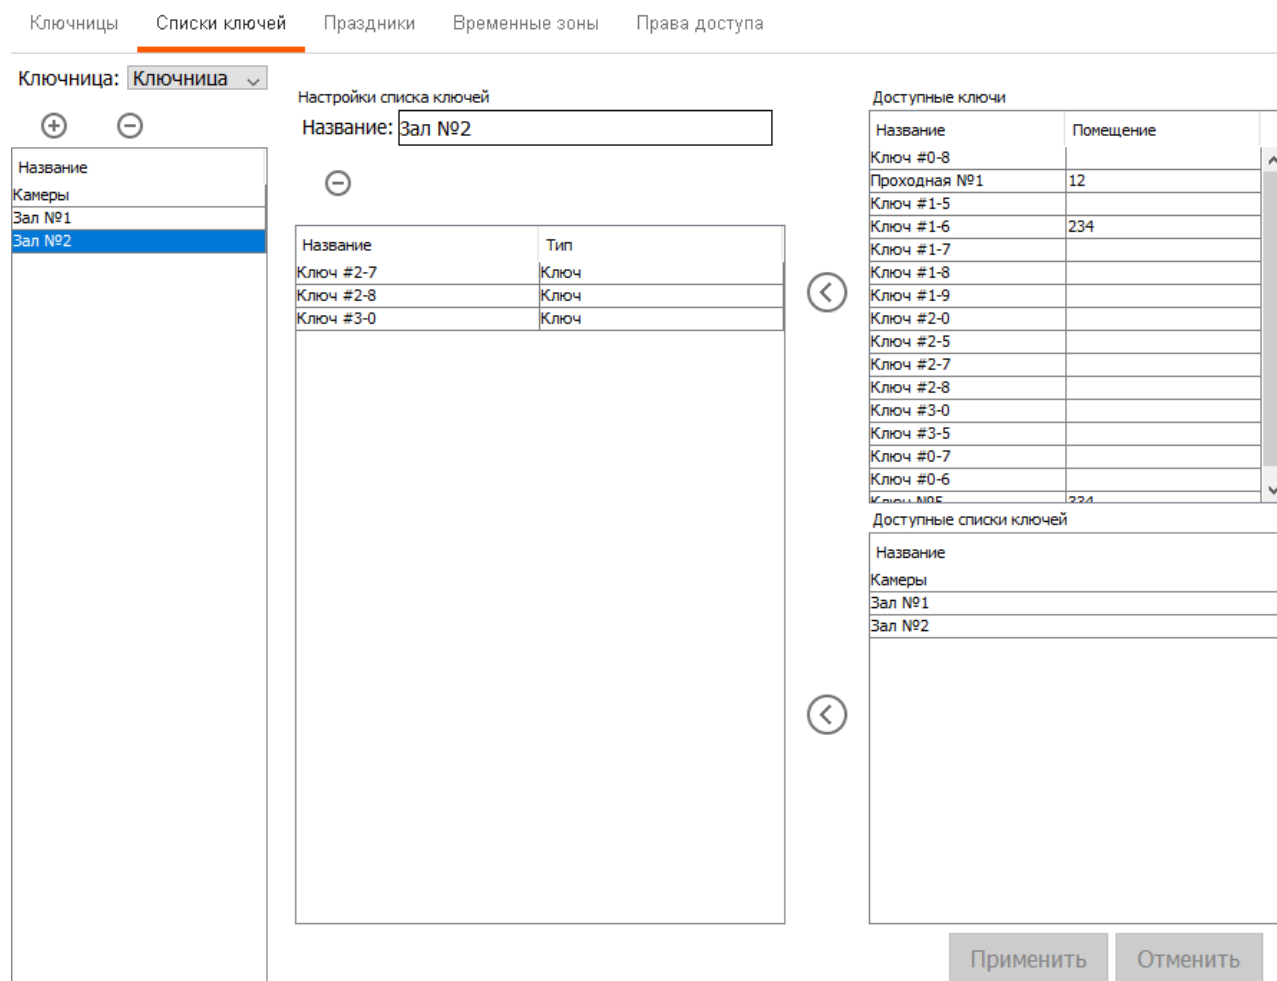 Ключницы Списки ключей Праздники Временные зоны Права доступа
Ключница: Ключница
Название
Камеры
Зал №1
Зал №2
Настройки списка ключей
Название: Зал №2
Название Тип
Ключ #2-7 Ключ
Ключ #2-8 Ключ
Ключ #3-0 Ключ
Доступные ключи
Название Помещение
Ключ #0-8
Проходная №1 12
Ключ #1-5
Ключ #1-6 234
Ключ #1-7
Ключ #1-8
Ключ #1-9
Ключ #2-0
Ключ #2-5
Ключ #2-7
Ключ #2-8
Ключ #3-0
Ключ #3-5
Ключ #0-7
Ключ #0-6
Ключ №5 334
Доступные списки ключей
Название
Камеры
Зал №1
Зал №2
Применить Отменить